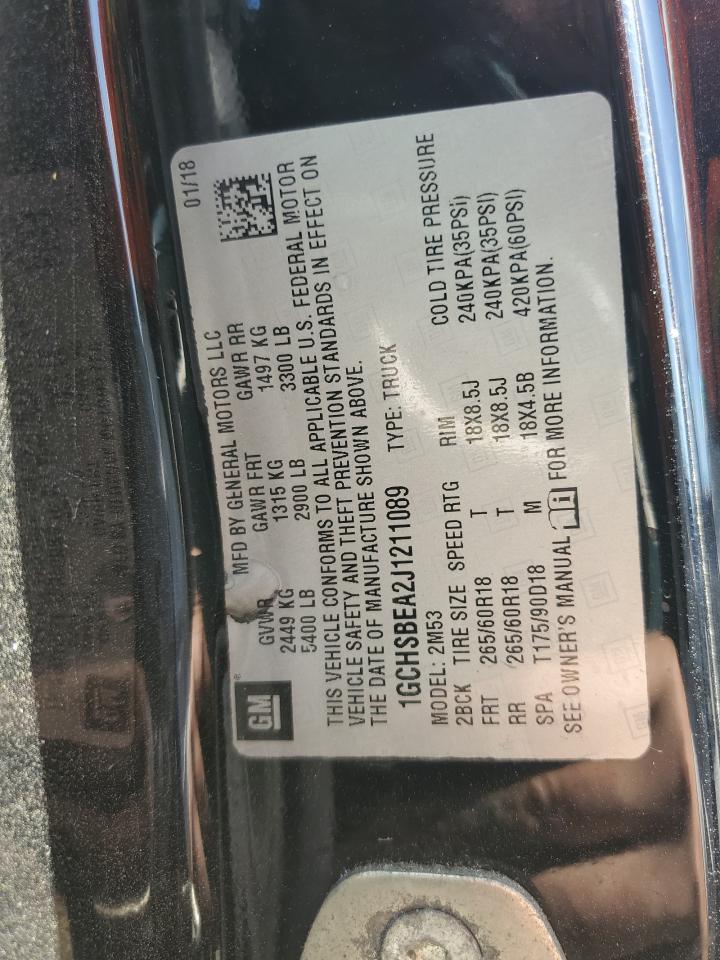 GM®
MFD BY GENERAL MOTORS LLC 01/18
GVWR GAWR FRT GAWR RR
2449 KG 1315 KG 1497 KG
5400 LB 2900 LB 3300 LB
THIS VEHICLE CONFORMS TO ALL APPLICABLE U.S. FEDERAL MOTOR
VEHICLE SAFETY AND THEFT PREVENTION STANDARDS IN EFFECT ON
THE DATE OF MANUFACTURE SHOWN ABOVE.
1GCHSBEA2J1211089 TYPE: TRUCK
MODEL: 2M53
2BCK TIRE SIZE SPEED RTG RIM COLD TIRE PRESSURE
FRT 265/60R18 T 18X8.5J 240KPA(35PSI)
RR 265/60R18 T 18X8.5J 240KPA(35PSI)
SPA T175/90D18 M 18X4.5B 420KPA(60PSI)
SEE OWNER'S MANUAL FOR MORE INFORMATION.